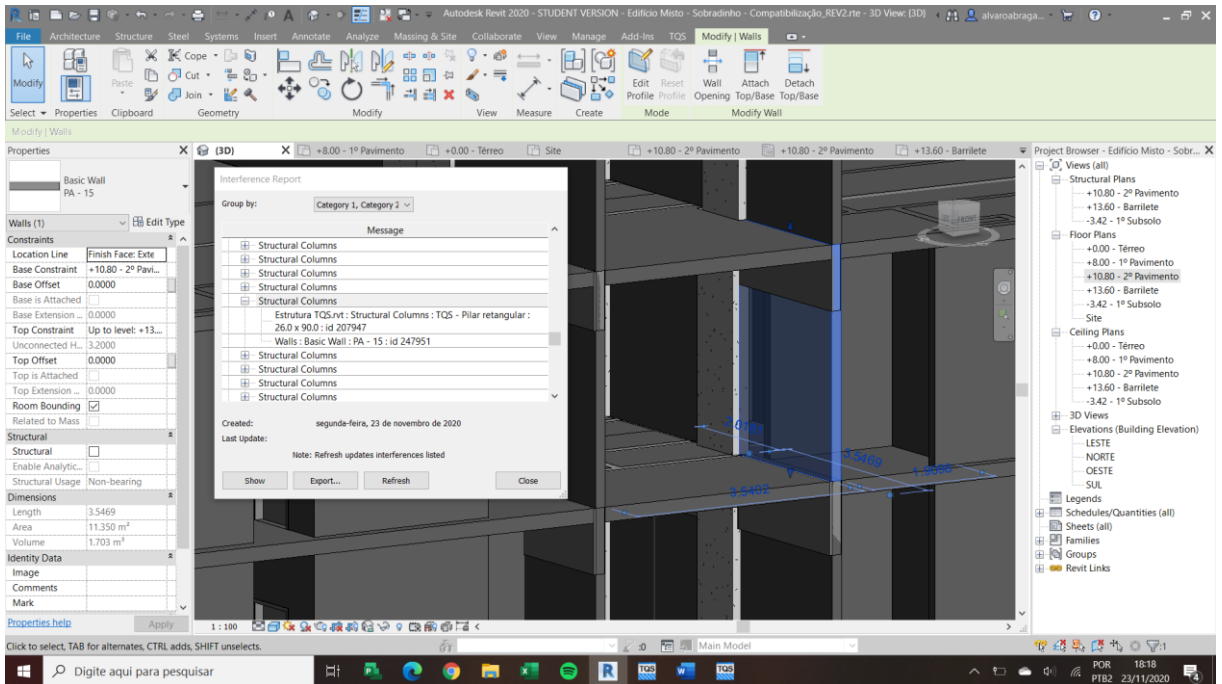 Autodesk Revit 2020 - STUDENT VERSION - Edifício Misto - Sobradinho - Compatibilização_REV2.rte - 3D View: {3D}
alvaroabraga...
File Architecture Structure Steel Systems Insert Annotate Analyze Massing & Site Collaborate View Manage Add-Ins TQS Modify | Walls
Modify
Paste
Cope
Cut
Join
Edit Profile
Reset Profile
Wall Opening
Attach Top/Base
Detach Top/Base
Select Properties Clipboard Geometry Modify View Measure Create Mode Modify Wall
Modify | Walls
Properties
{3D} +8.00 - 1º Pavimento +0.00 - Térreo Site +10.80 - 2º Pavimento +10.80 - 2º Pavimento +13.60 - Barrilete
Project Browser - Edifício Misto - Sobr...
Basic Wall
PA - 15
Walls (1) Edit Type
Constraints
Location Line Finish Face: Exte
Base Constraint +10.80 - 2º Pavi...
Base Offset 0.0000
Base is Attached
Base Extension ... 0.0000
Top Constraint Up to level: +13....
Unconnected H... 3.2000
Top Offset 0.0000
Top is Attached
Top Extension ... 0.0000
Room Bounding
Related to Mass
Structural
Structural
Enable Analytic...
Structural Usage Non-bearing
Dimensions
Length 3.5469
Area 11.350 m²
Volume 1.703 m³
Identity Data
Image
Comments
Mark
Properties help Apply
Interference Report
Group by: Category 1, Category 2
Message
Structural Columns
Structural Columns
Structural Columns
Structural Columns
Structural Columns
Estrutura TQS.rvt : Structural Columns : TQS - Pilar retangular :
26.0 x 90.0 : id 207947
Walls : Basic Wall : PA - 15 : id 247951
Structural Columns
Structural Columns
Structural Columns
Structural Columns
Created: segunda-feira, 23 de novembro de 2020
Last Update:
Note: Refresh updates interferences listed
Show Export... Refresh Close
FRONT
3.5469
3.5402
Views (all)
Structural Plans
+10.80 - 2º Pavimento
+13.60 - Barrilete
-3.42 - 1º Subsolo
Floor Plans
+0.00 - Térreo
+8.00 - 1º Pavimento
+10.80 - 2º Pavimento
+13.60 - Barrilete
-3.42 - 1º Subsolo
Site
Ceiling Plans
+0.00 - Térreo
+8.00 - 1º Pavimento
+10.80 - 2º Pavimento
+13.60 - Barrilete
-3.42 - 1º Subsolo
3D Views
Elevations (Building Elevation)
LESTE
NORTE
OESTE
SUL
Legends
Schedules/Quantities (all)
Sheets (all)
Families
Groups
Revit Links
1 : 100
Click to select, TAB for alternates, CTRL adds, SHIFT unselects.
:0 Main Model
:1
Digite aqui para pesquisar
TQS TQS
POR
PTB2
18:18
23/11/2020
4